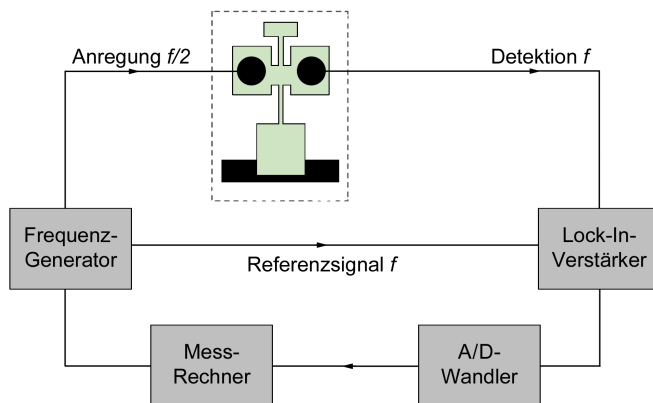 Anregung f/2
Detektion f
Frequenz-
Generator
Lock-In-
Verstärker
Referenzsignal f
Mess-
Rechner
A/D-
Wandler